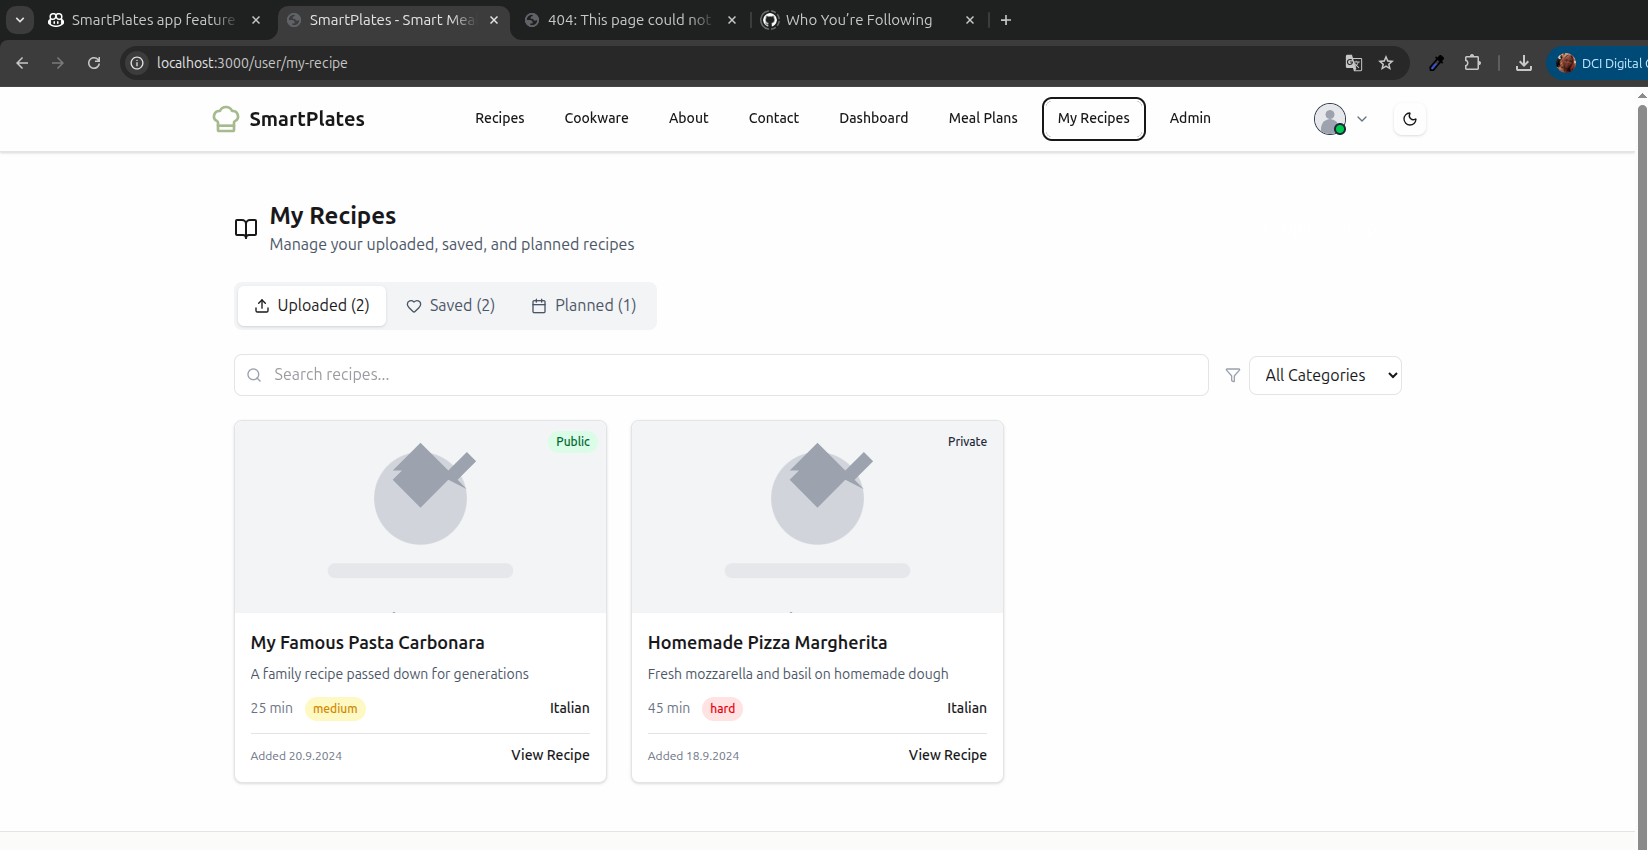 SmartPlates app feature
SmartPlates - Smart Mea
404: This page could not
Who You're Following
localhost:3000/user/my-recipe
DCI Digital
SmartPlates
Recipes
Cookware
About
Contact
Dashboard
Meal Plans
My Recipes
Admin
My Recipes
Manage your uploaded, saved, and planned recipes
Uploaded (2)
Saved (2)
Planned (1)
Search recipes...
All Categories
Public
Private
My Famous Pasta Carbonara
A family recipe passed down for generations
25 min
medium
Italian
Added 20.9.2024
View Recipe
Homemade Pizza Margherita
Fresh mozzarella and basil on homemade dough
45 min
hard
Italian
Added 18.9.2024
View Recipe